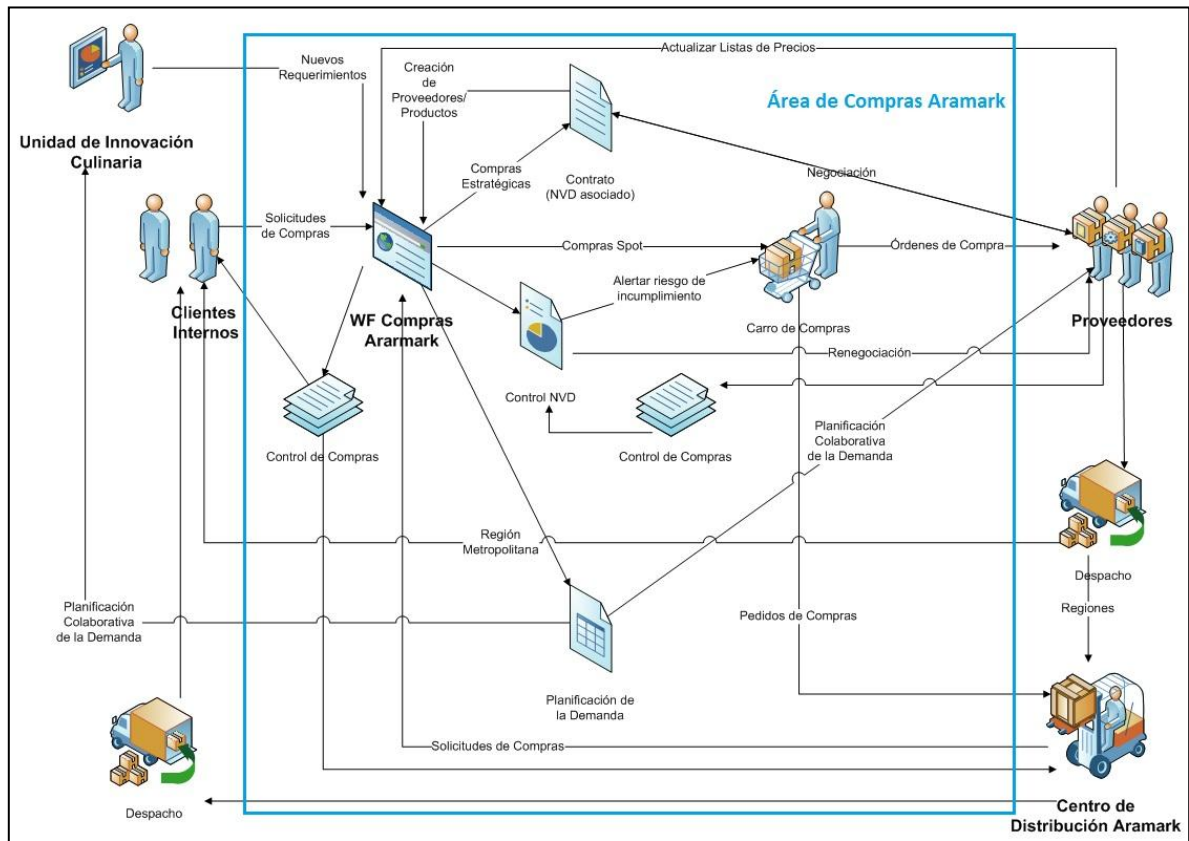 Actualizar Listas de Precios
Nuevos
Requerimientos
Creación
de
Proveedores/
Productos
Área de Compras Aramark
Unidad de Innovación
Culinaria
Compras
Estratégicas
Contrato
(NVD asociado)
Negociación
Solicitudes
de Compras
Compras Spot
Órdenes de Compra
Alertar riesgo de
incumplimiento
Clientes
Internos
WF Compras
Ararmark
Carro de Compras
Proveedores
Renegociación
Control NVD
Control de Compras
Control de Compras
Planificación
Colaborativa
de la Demanda
Región
Metropolitana
Despacho
Planificación
Colaborativa
de la Demanda
Pedidos de Compras
Regiones
Planificación de
la Demanda
Solicitudes de Compras
Despacho
Centro de
Distribución Aramark